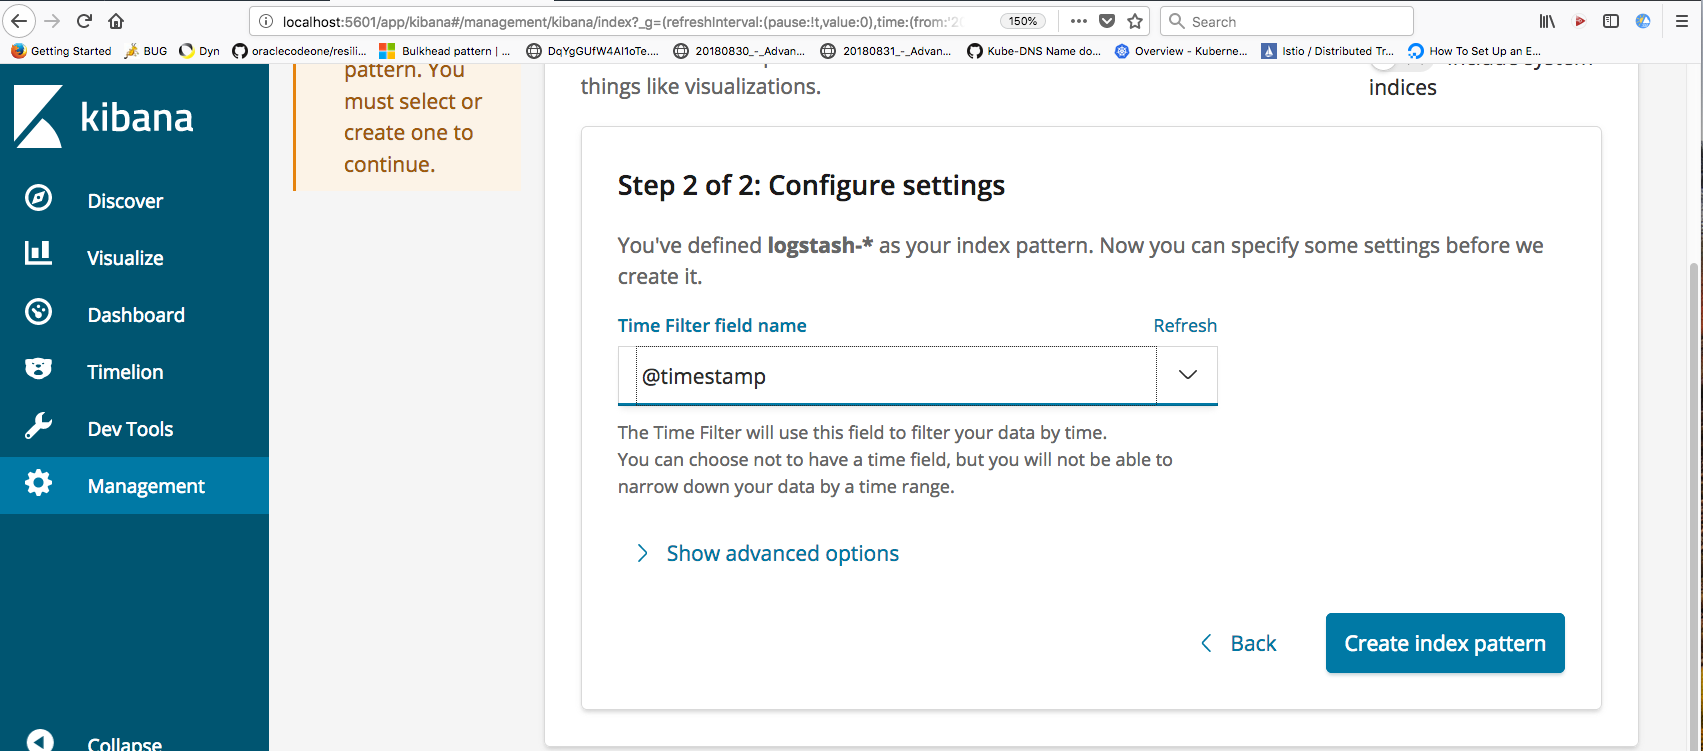 localhost:5601/app/kibana#/management/kibana/index?_g=(refreshInterval:(pause:!t,value:0),time:(from:'20
150%
Search
Getting Started
BUG
Dyn
oraclecodeone/resili...
Bulkhead pattern | ...
DqYgGUfW4AI1oTe....
20180830_-_Advan...
20180831_-_Advan...
Kube-DNS Name do...
Overview - Kuberne...
Istio / Distributed Tr...
How To Set Up an E...
kibana
Discover
Visualize
Dashboard
Timelion
Dev Tools
Management
Collapse
pattern. You
must select or
create one to
continue.
things like visualizations.
include system
indices
Step 2 of 2: Configure settings
You've defined logstash-* as your index pattern. Now you can specify some settings before we
create it.
Time Filter field name
Refresh
@timestamp
The Time Filter will use this field to filter your data by time.
You can choose not to have a time field, but you will not be able to
narrow down your data by a time range.
Show advanced options
Back
Create index pattern